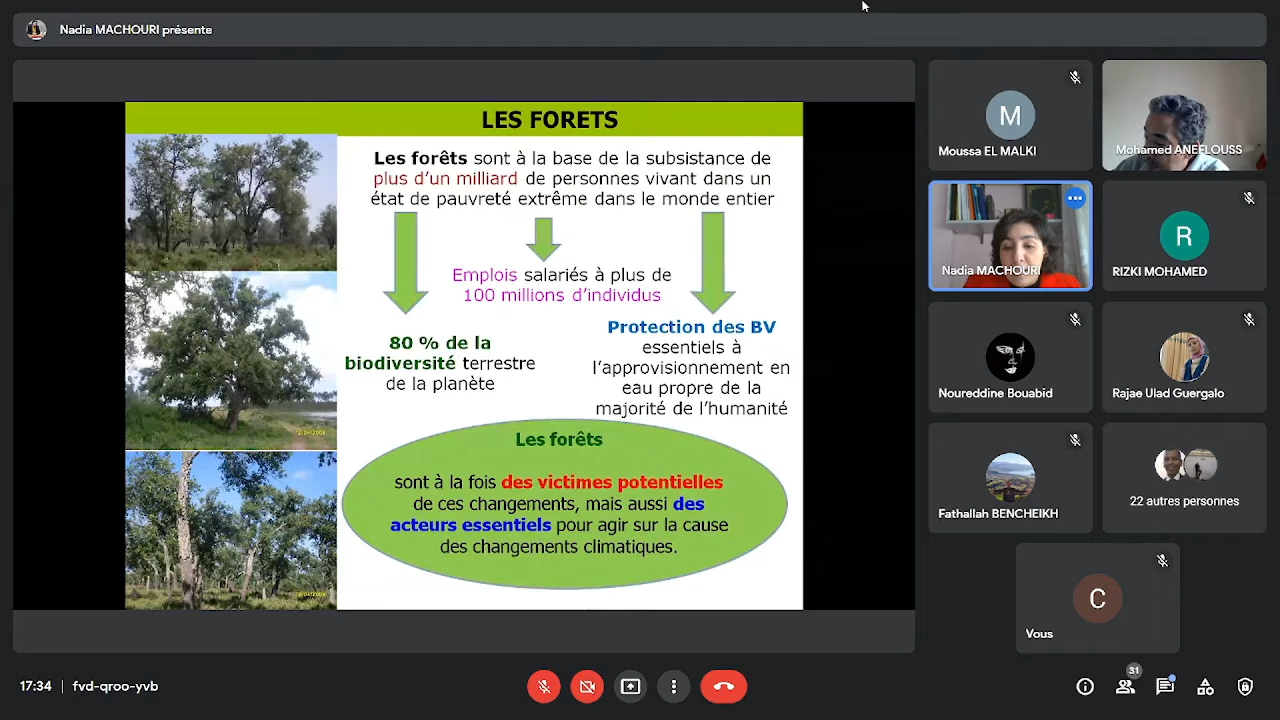 Nadia MACHOURI présente
LES FORETS
Les forêts sont à la base de la subsistance de
plus d'un milliard de personnes vivant dans un
état de pauvreté extrême dans le monde entier
Emplois salariés à plus de
100 millions d'individus
80 % de la
biodiversité terrestre
de la planète
Protection des BV
essentiels à
l'approvisionnement en
eau propre de la
majorité de l'humanité
Les forêts
sont à la fois des victimes potentielles
de ces changements, mais aussi des
acteurs essentiels pour agir sur la cause
des changements climatiques.
M
Moussa EL MALKI
Mohamed ANEFLOUSS
Nadia MACHOURI
R
RIZKI MOHAMED
Noureddine Bouabid
Rajae Ulad Guergalo
Fathallah BENCHEIKH
22 autres personnes
C
Vous
17:34 | fvd-qroo-yvb
31